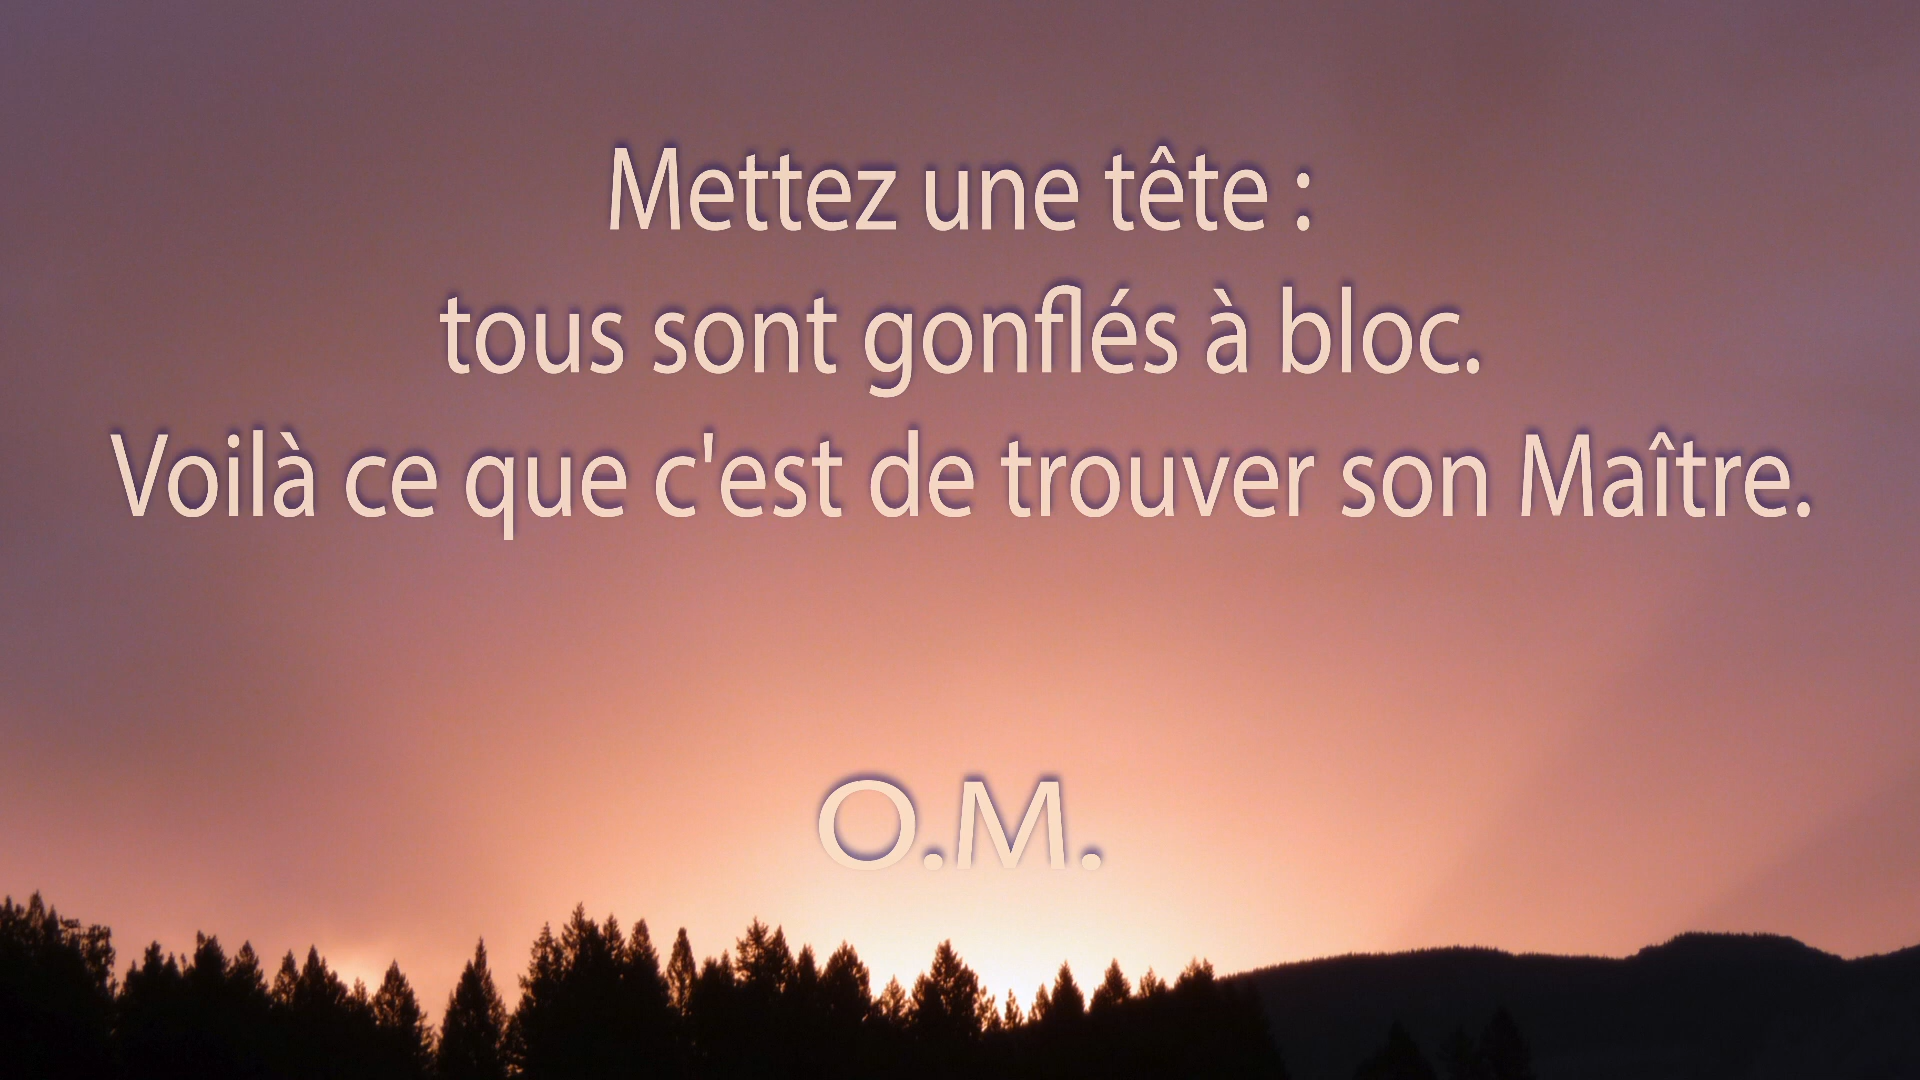 Mettez une tête :
tous sont gonflés à bloc.
Voilà ce que c'est de trouver son Maître.
O.M.